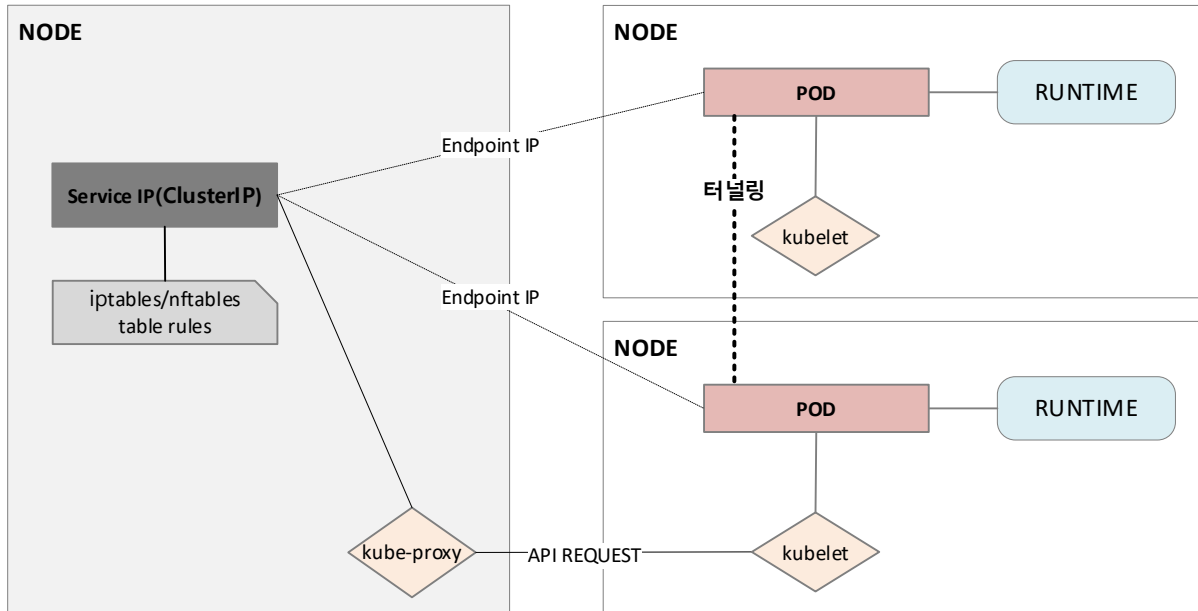 NODE
Service IP(ClusterIP)
iptables/nftables
table rules
Endpoint IP
Endpoint IP
kube-proxy
API REQUEST
NODE
POD
RUNTIME
터널링
kubelet
NODE
POD
RUNTIME
kubelet